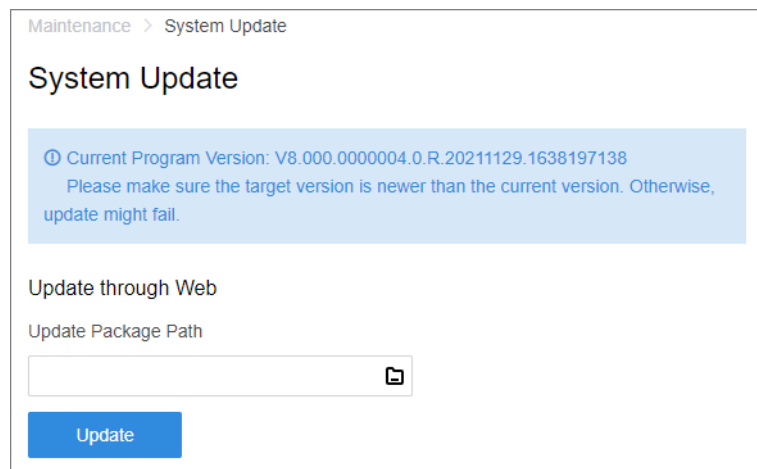 Maintenance > System Update
System Update
Current Program Version: V8.000.0000004.0.R.20211129.1638197138
Please make sure the target version is newer than the current version. Otherwise,
update might fail.
Update through Web
Update Package Path
Update